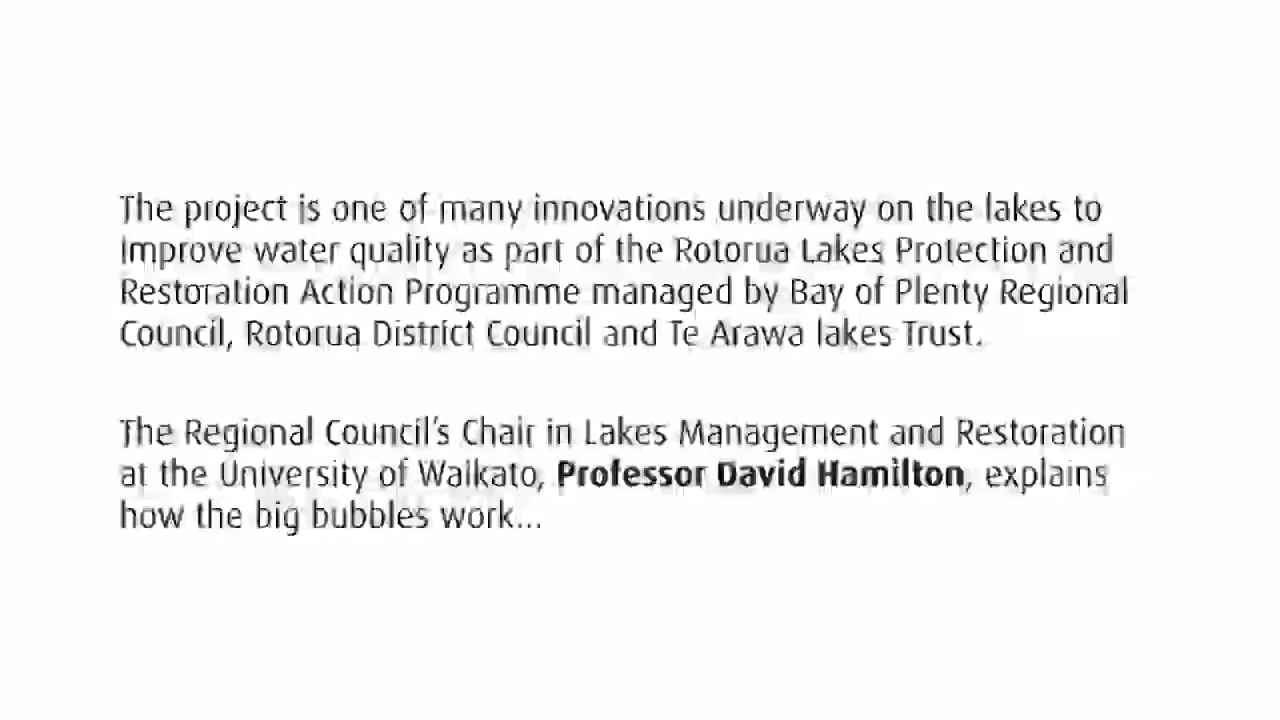 The project is one of many innovations underway on the lakes to
improve water quality as part of the Rotorua Lakes Protection and
Restoration Action Programme managed by Bay of Plenty Regional
Council, Rotorua District Council and Te Arawa lakes Trust.
The Regional Council's Chair in Lakes Management and Restoration
at the University of Waikato, Professor David Hamilton, explains
how the big bubbles work...